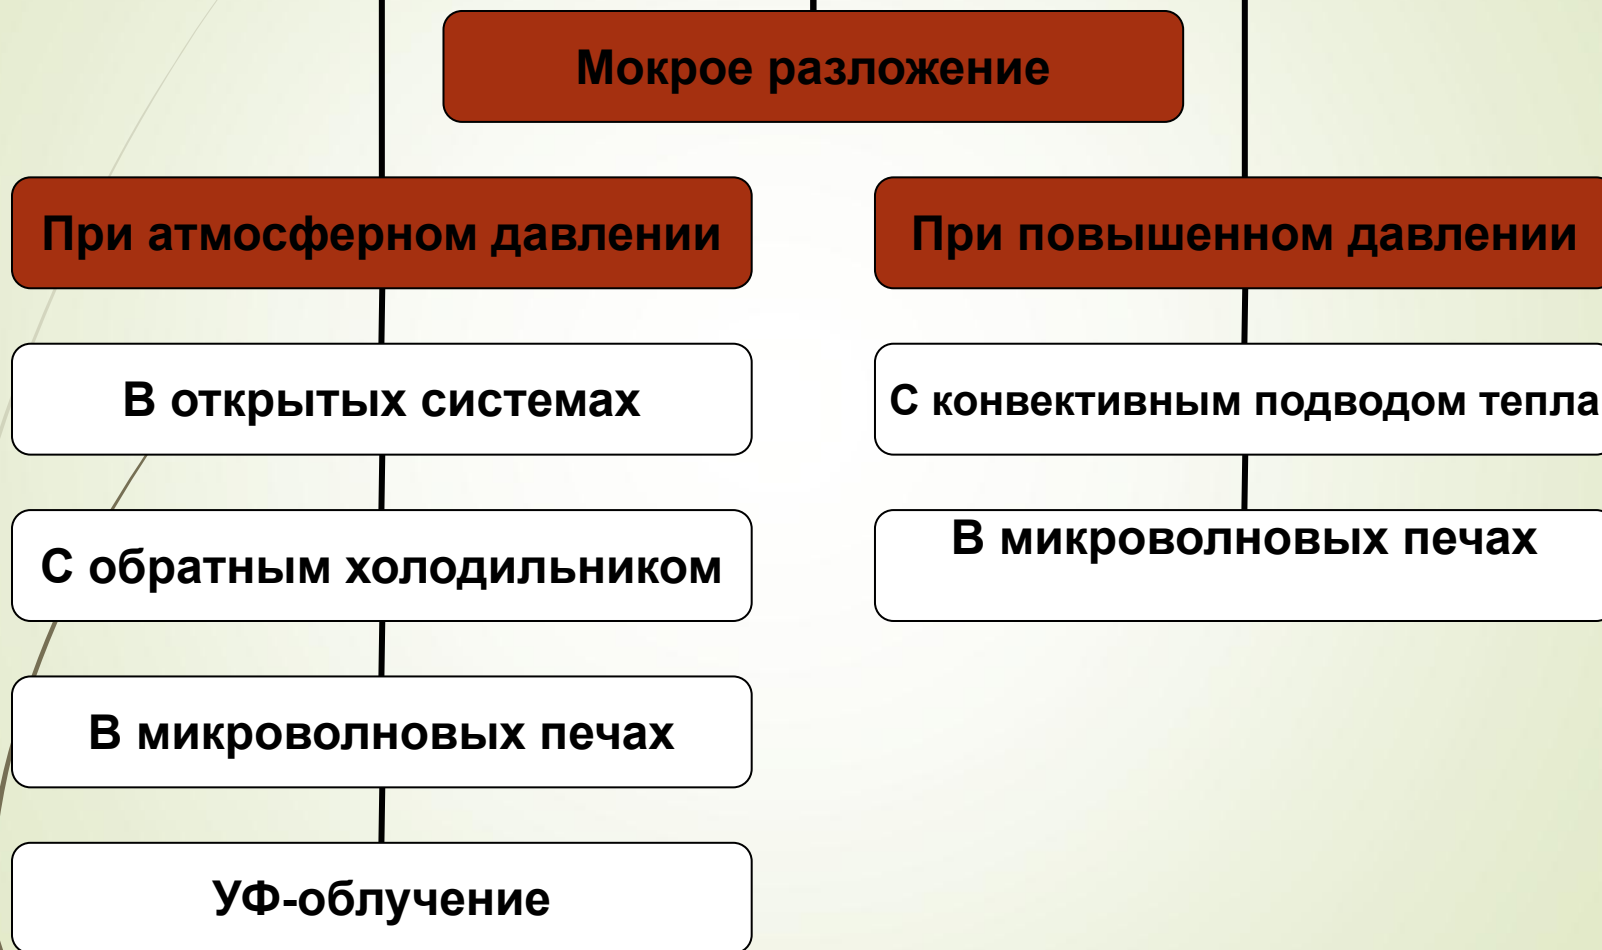 Мокрое разложение
При атмосферном давлении
При повышенном давлении
В открытых системах
С конвективным подводом тепла
С обратным холодильником
В микроволновых печах
В микроволновых печах
УФ-облучение